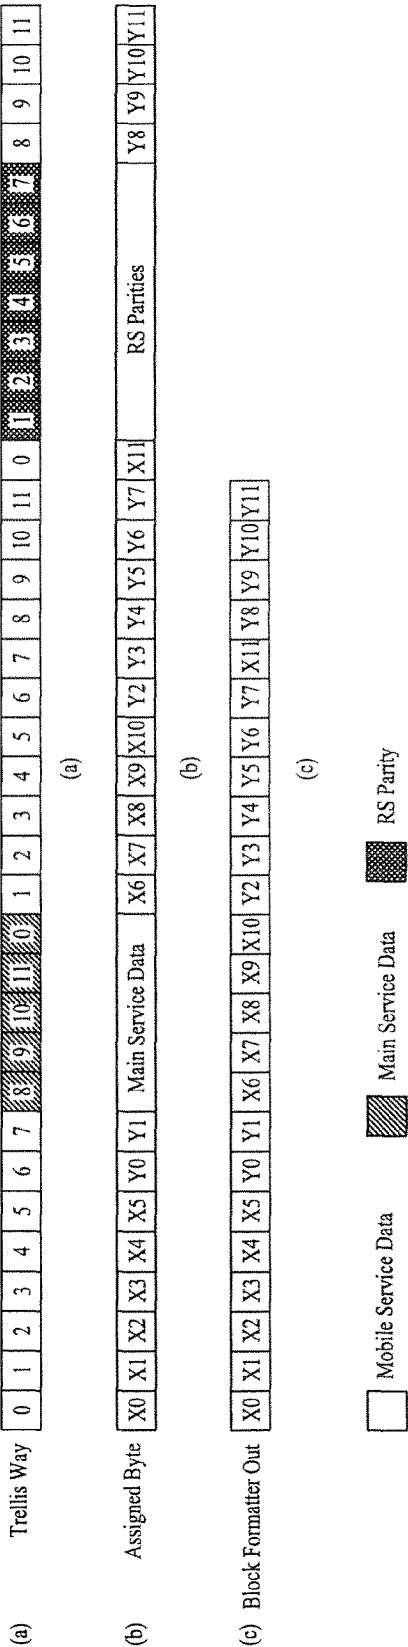 (a) Trellis Way 0 1 2 3 4 5 6 7 8 9 10 11 0 1 2 3 4 5 6 7 8 9 10 11 0 1 2 3 4 5 6 7 8 9 10 11
(a)
(b) Assigned Byte X0 X1 X2 X3 X4 X5 Y0 Y1 Main Service Data X6 X7 X8 X9 X10 Y2 Y3 Y4 Y5 Y6 Y7 X11 RS Parities Y8 Y9 Y10 Y11
(b)
(c) Block Formatter Out X0 X1 X2 X3 X4 X5 Y0 Y1 X6 X7 X8 X9 X10 Y2 Y3 Y4 Y5 Y6 Y7 X11 Y8 Y9 Y10 Y11
(c)
Mobile Service Data Main Service Data RS Parity